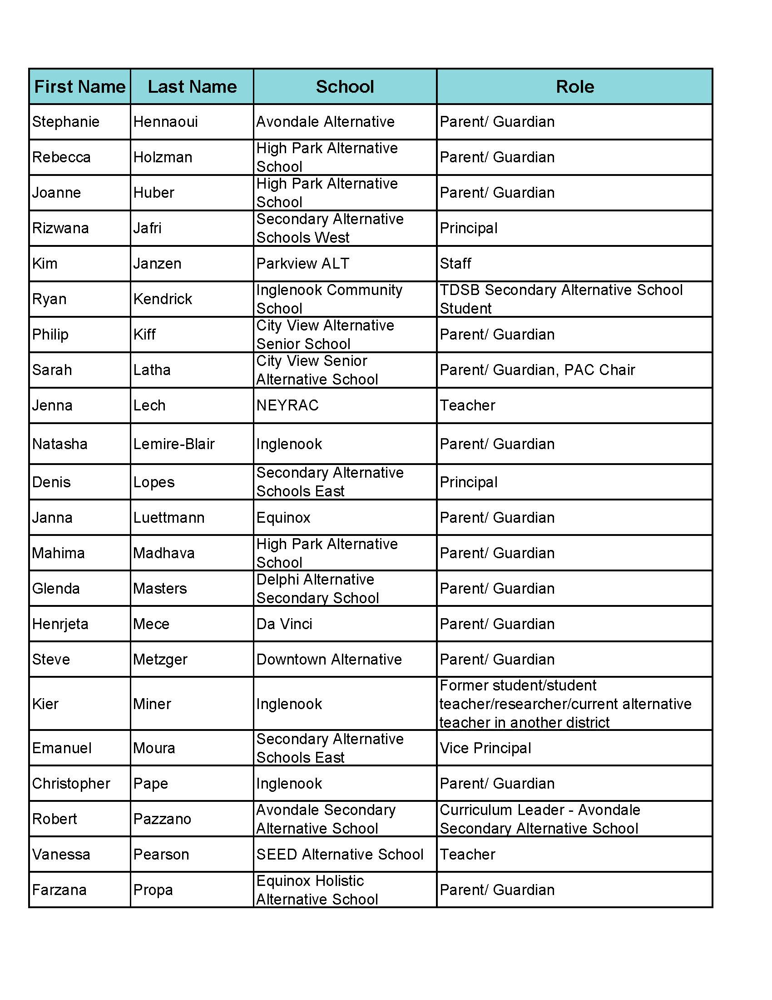 First Name Last Name School Role
Stephanie Hennaoui Avondale Alternative Parent/ Guardian
Rebecca Holzman High Park Alternative School Parent/ Guardian
Joanne Huber High Park Alternative School Parent/ Guardian
Rizwana Jafri Secondary Alternative Schools West Principal
Kim Janzen Parkview ALT Staff
Ryan Kendrick Inglenook Community School TDSB Secondary Alternative School Student
Philip Kiff City View Alternative Senior School Parent/ Guardian
Sarah Latha City View Senior Alternative School Parent/ Guardian, PAC Chair
Jenna Lech NEYRAC Teacher
Natasha Lemire-Blair Inglenook Parent/ Guardian
Denis Lopes Secondary Alternative Schools East Principal
Janna Luettmann Equinox Parent/ Guardian
Mahima Madhava High Park Alternative School Parent/ Guardian
Glenda Masters Delphi Alternative Secondary School Parent/ Guardian
Henrjeta Mece Da Vinci Parent/ Guardian
Steve Metzger Downtown Alternative Parent/ Guardian
Kier Miner Inglenook Former student/student teacher/researcher/current alternative teacher in another district
Emanuel Moura Secondary Alternative Schools East Vice Principal
Christopher Pape Inglenook Parent/ Guardian
Robert Pazzano Avondale Secondary Alternative School Curriculum Leader - Avondale Secondary Alternative School
Vanessa Pearson SEED Alternative School Teacher
Farzana Propa Equinox Holistic Alternative School Parent/ Guardian